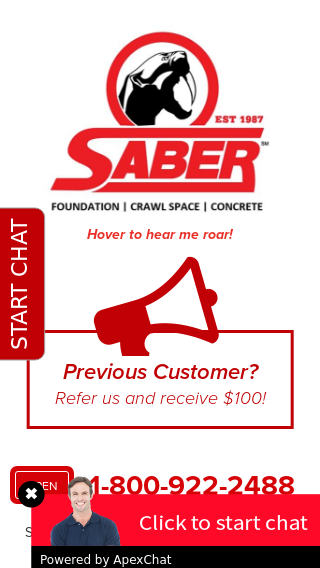 EST 1987
SABER
SM
FOUNDATION | CRAWL SPACE | CONCRETE
Hover to hear me roar!
START CHAT
Previous Customer?
Refer us and receive $100!
1-800-922-2488
Click to start chat
Powered by ApexChat